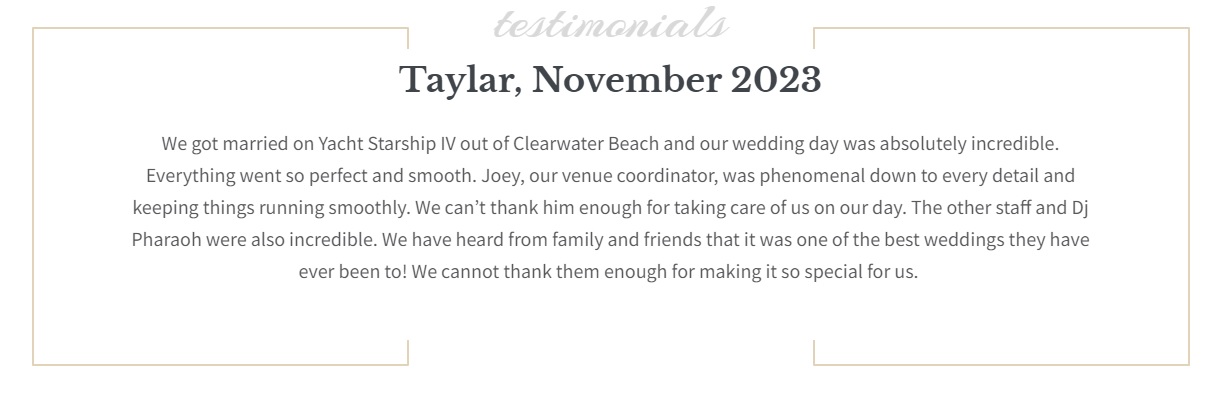 testimonials
Taylar, November 2023
We got married on Yacht Starship IV out of Clearwater Beach and our wedding day was absolutely incredible.
Everything went so perfect and smooth. Joey, our venue coordinator, was phenomenal down to every detail and
keeping things running smoothly. We can’t thank him enough for taking care of us on our day. The other staff and Dj
Pharaoh were also incredible. We have heard from family and friends that it was one of the best weddings they have
ever been to! We cannot thank them enough for making it so special for us.